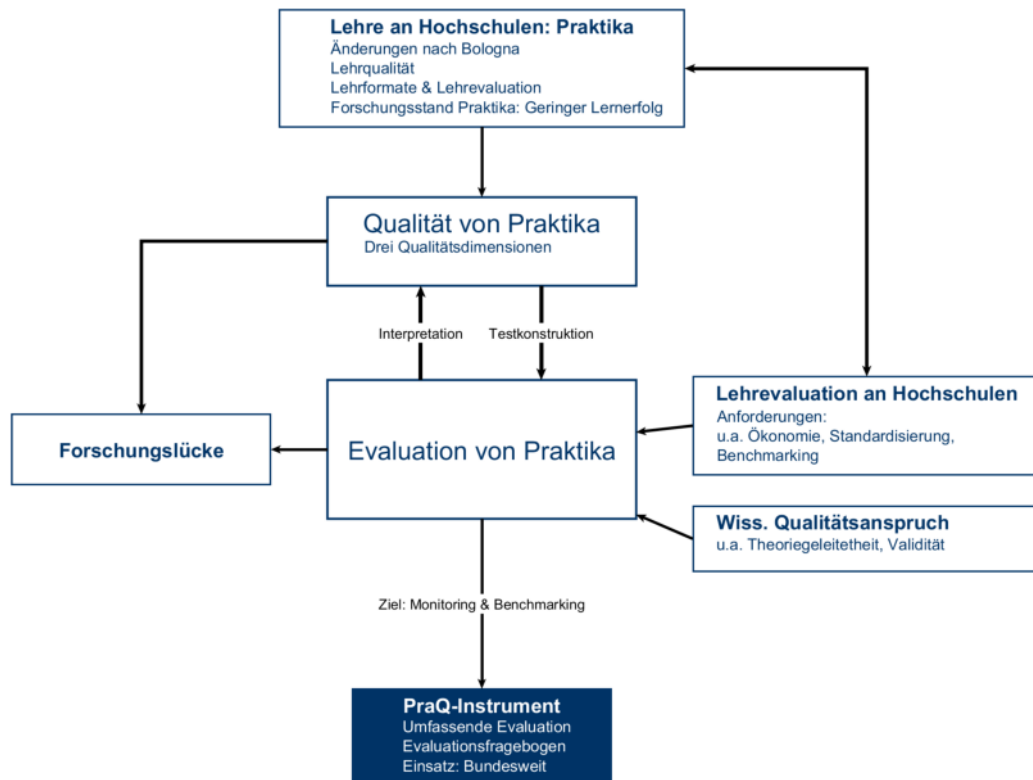 Lehre an Hochschulen: Praktika
Änderungen nach Bologna
Lehrqualität
Lehrformate & Lehrevaluation
Forschungsstand Praktika: Geringer Lernerfolg
Qualität von Praktika
Drei Qualitätsdimensionen
Interpretation
Testkonstruktion
Forschungslücke
Evaluation von Praktika
Lehrevaluation an Hochschulen
Anforderungen:
u.a. Ökonomie, Standardisierung,
Benchmarking
Wiss. Qualitätsanspruch
u.a. Theoriegeleitetheit, Validität
Ziel: Monitoring & Benchmarking
PraQ-Instrument
Umfassende Evaluation
Evaluationsfragebogen
Einsatz: Bundesweit